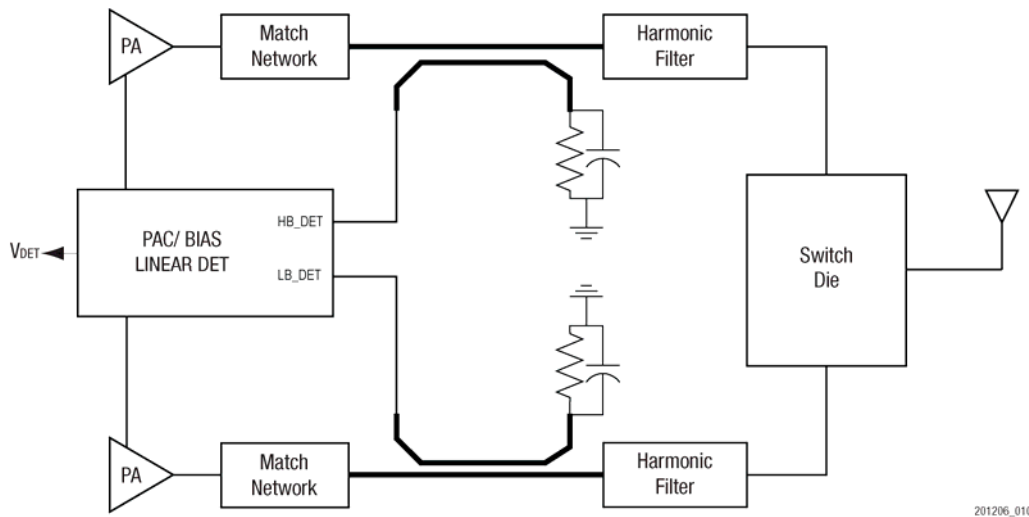 PA
Match
Network
Harmonic
Filter
HB_DET
PAC/ BIAS
LINEAR DET
VDET
LB_DET
Switch
Die
PA
Match
Network
Harmonic
Filter
201206_010